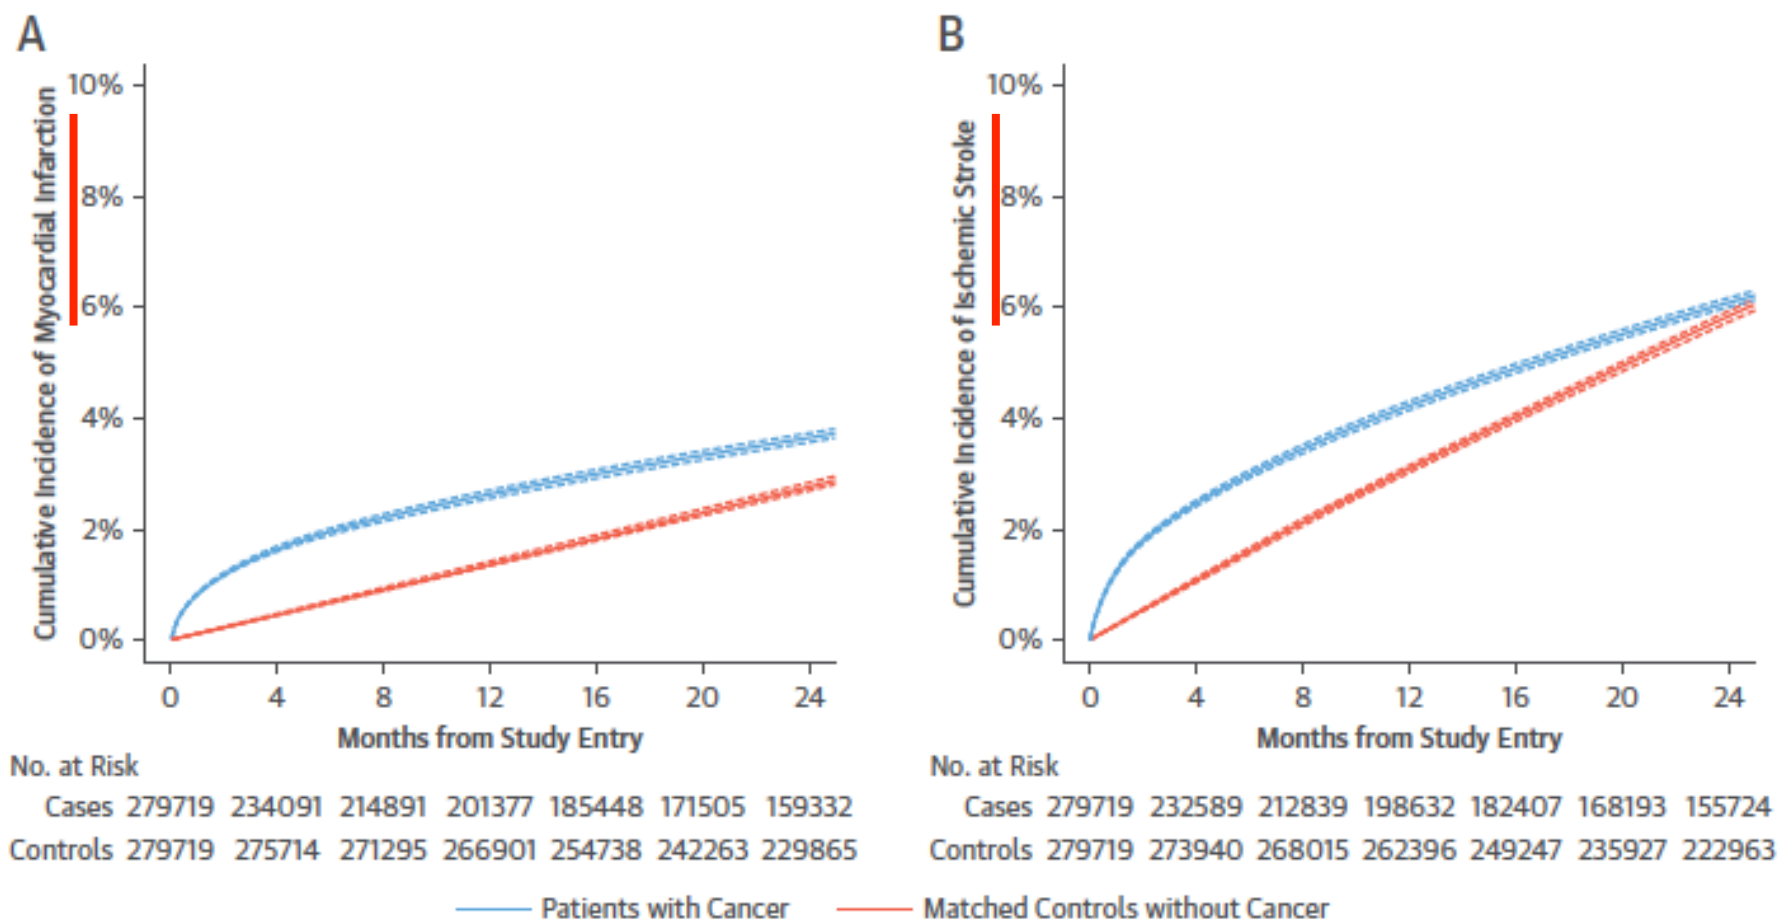 A
10%
8%
6%
4%
2%
0%
Cumulative Incidence of Myocardial Infarction
0 4 8 12 16 20 24
Months from Study Entry
No. at Risk
Cases 279719 234091 214891 201377 185448 171505 159332
Controls 279719 275714 271295 266901 254738 242263 229865
B
10%
8%
6%
4%
2%
0%
Cumulative Incidence of Ischemic Stroke
0 4 8 12 16 20 24
Months from Study Entry
No. at Risk
Cases 279719 232589 212839 198632 182407 168193 155724
Controls 279719 273940 268015 262396 249247 235927 222963
Patients with Cancer Matched Controls without Cancer